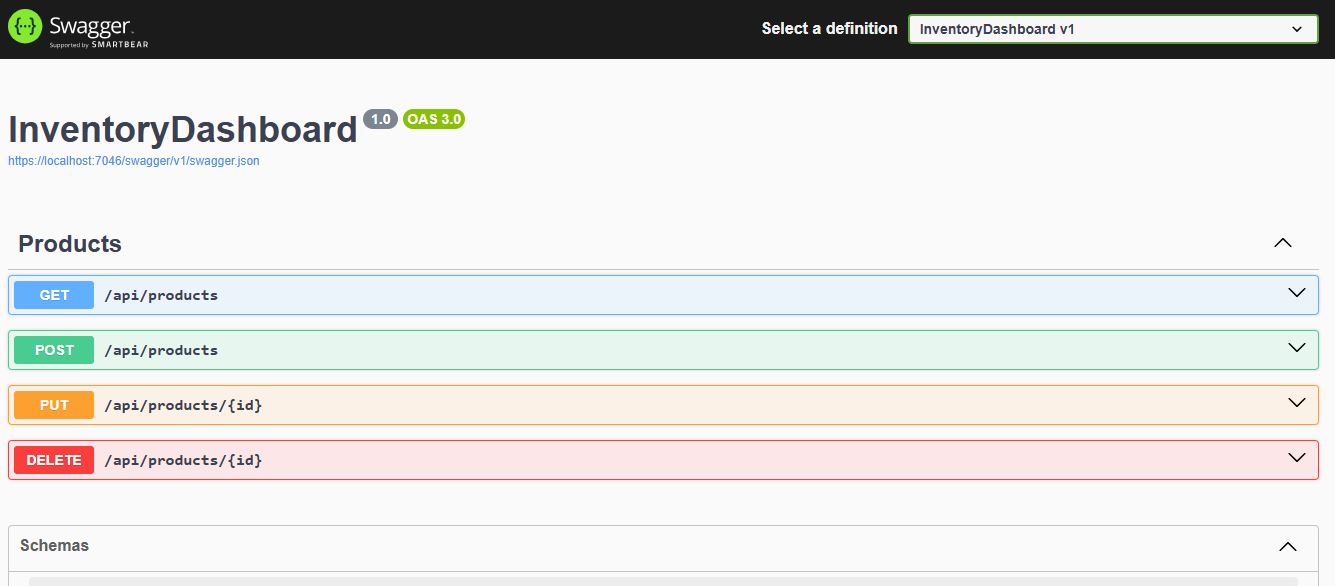 {···} Swagger.
Supported by SMARTBEAR
Select a definition
InventoryDashboard v1
InventoryDashboard 1.0 OAS 3.0
https://localhost:7046/swagger/v1/swagger.json
Products
GET /api/products
POST /api/products
PUT /api/products/{id}
DELETE /api/products/{id}
Schemas